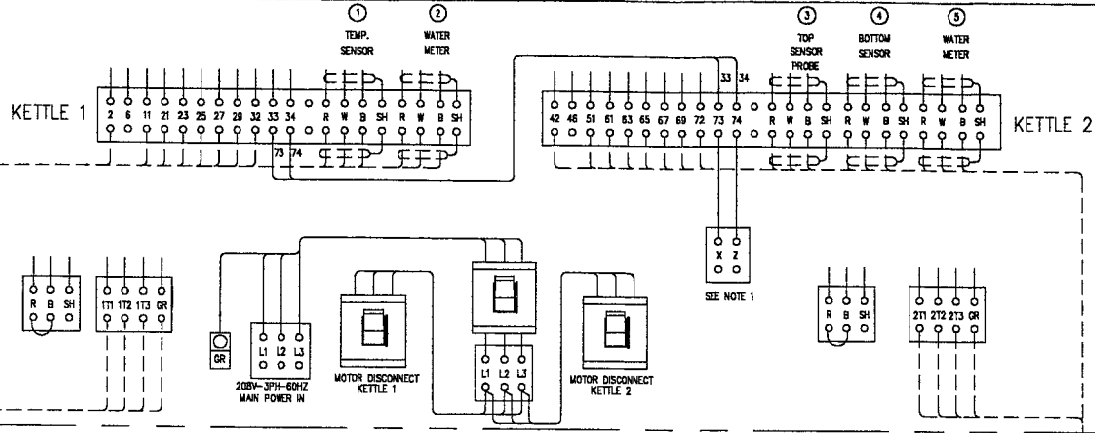 1 2 3 4 5
TEMP. SENSOR
WATER METER
TOP SENSOR PROBE
BOTTOM SENSOR
WATER METER
33 34
KETTLE 1
2 6 11 21 23 25 27 29 32 33 34 R W B SH R W B SH
42 46 51 61 63 65 67 69 72 73 74 R W B SH R W B SH R W B SH
KETTLE 2
73 74
X Z
SEE NOTE 1
R B SH
1T1 1T2 1T3 GR
GR
L1 L2 L3
208V-3PH-60HZ
MAIN POWER IN
MOTOR DISCONNECT
KETTLE 1
L1 L2 L3
MOTOR DISCONNECT
KETTLE 2
R B SH
2T1 2T2 2T3 GR